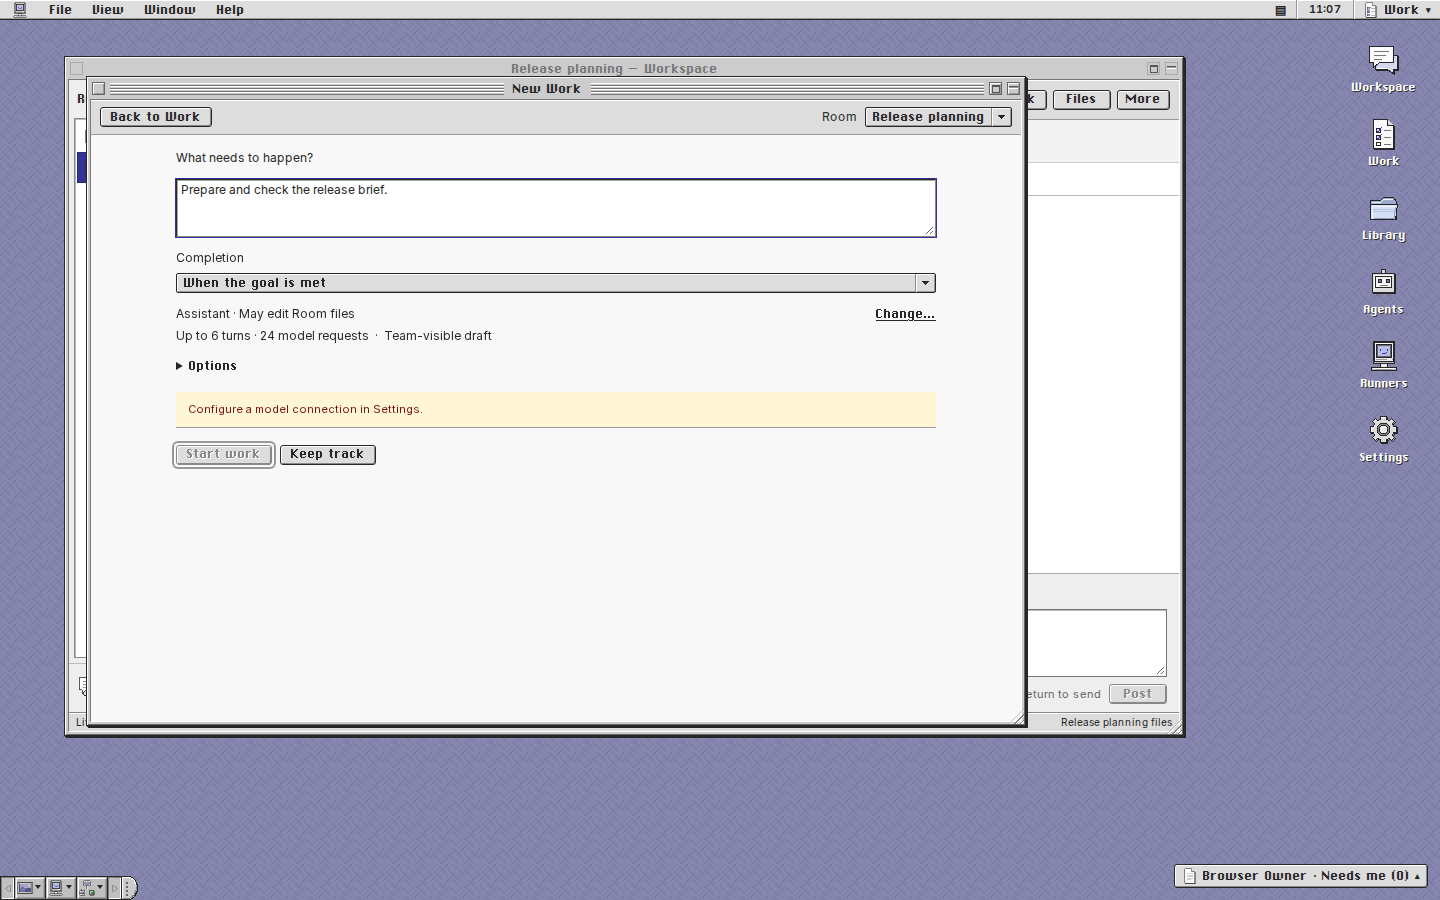 File View Window Help 11:07 Work
Release planning — Workspace
New Work
Back to Work Room Release planning
Files More
What needs to happen?
Prepare and check the release brief.
Completion
When the goal is met
Assistant · May edit Room files Change...
Up to 6 turns · 24 model requests · Team-visible draft
Options
Configure a model connection in Settings.
Start work Keep track
to send Post
Release planning files
Workspace
Work
Library
Agents
Runners
Settings
Browser Owner · Needs me (0)